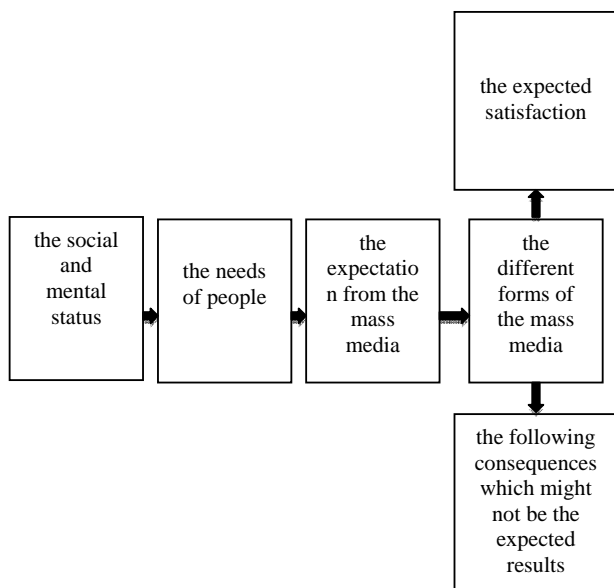 the expected
satisfaction
the social
and
mental
status
the needs
of people
the
expectatio
n from the
mass
media
the
different
forms of
the mass
media
the following
consequences
which might
not be the
expected
results